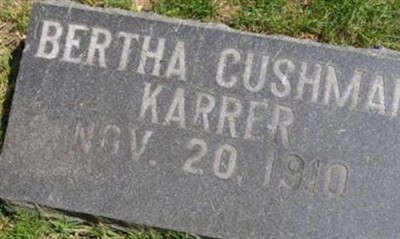 BERTHA CUSHMAN
KARRER
NOV. 20, 1910